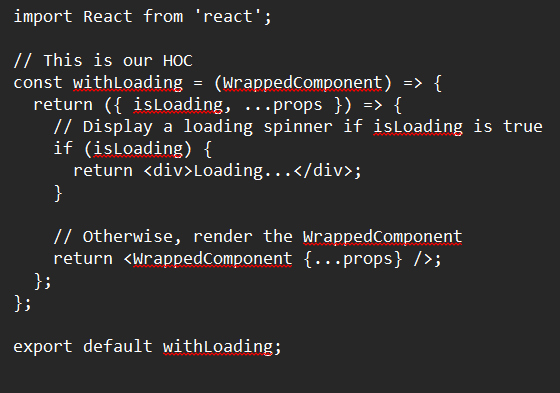 import React from 'react';
// This is our HOC
const withLoading = (WrappedComponent) => {
  return ({ isLoading, ...props }) => {
    // Display a loading spinner if isLoading is true
    if (isLoading) {
      return <div>Loading...</div>;
    }
    // Otherwise, render the WrappedComponent
    return <WrappedComponent {...props} />;
  };
};
export default withLoading;